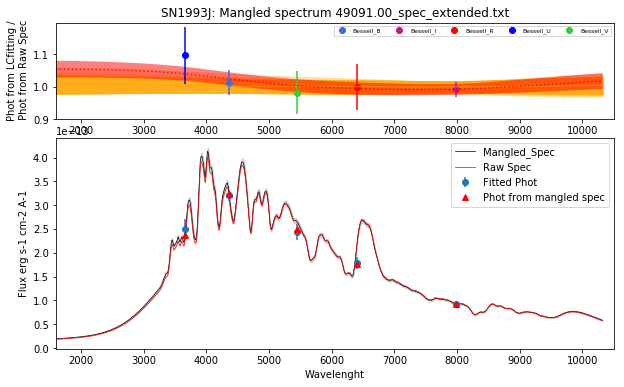 SN1993J: Mangled spectrum 49091.00_spec_extended.txt
Phot from LCfitting /
Phot from Raw Spec
Bessell_B Bessell_I Bessell_R Bessell_U Bessell_V
1.1
1.0
0.9
2000 3000 4000 5000 6000 7000 8000 9000 10000
Flux erg s-1 cm-2 A-1
Mangled_Spec
Raw Spec
Fitted Phot
Phot from mangled spec
4.0
3.5
3.0
2.5
2.0
1.5
1.0
0.5
0.0
2000 3000 4000 5000 6000 7000 8000 9000 10000
Wavelenght